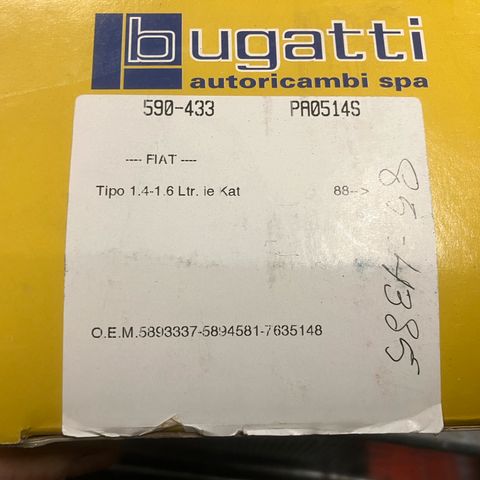 bugatti
autoricambi spa
590-433 PA0514S
---- FIAT ----
Tipo 1.4-1.6 Ltr. ie Kat 88-->
O.E.M.5893337-5894581-7635148
85-4385